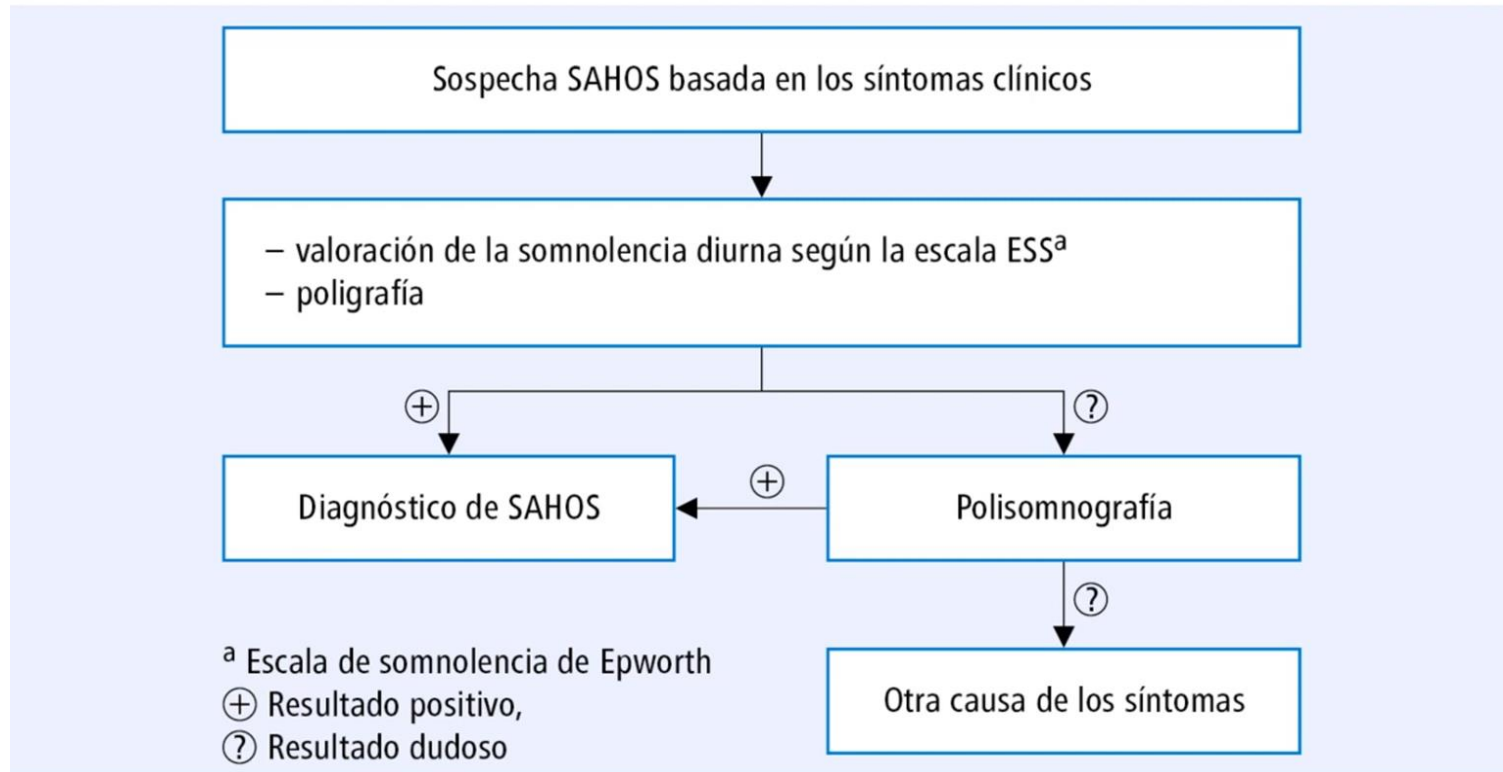 Sospecha SAHOS basada en los síntomas clínicos
– valoración de la somnolencia diurna según la escala ESSª
– poligrafía
+
?
Diagnóstico de SAHOS
+
Polisomnografía
?
Otra causa de los síntomas
ª Escala de somnolencia de Epworth
⊕ Resultado positivo,
? Resultado dudoso